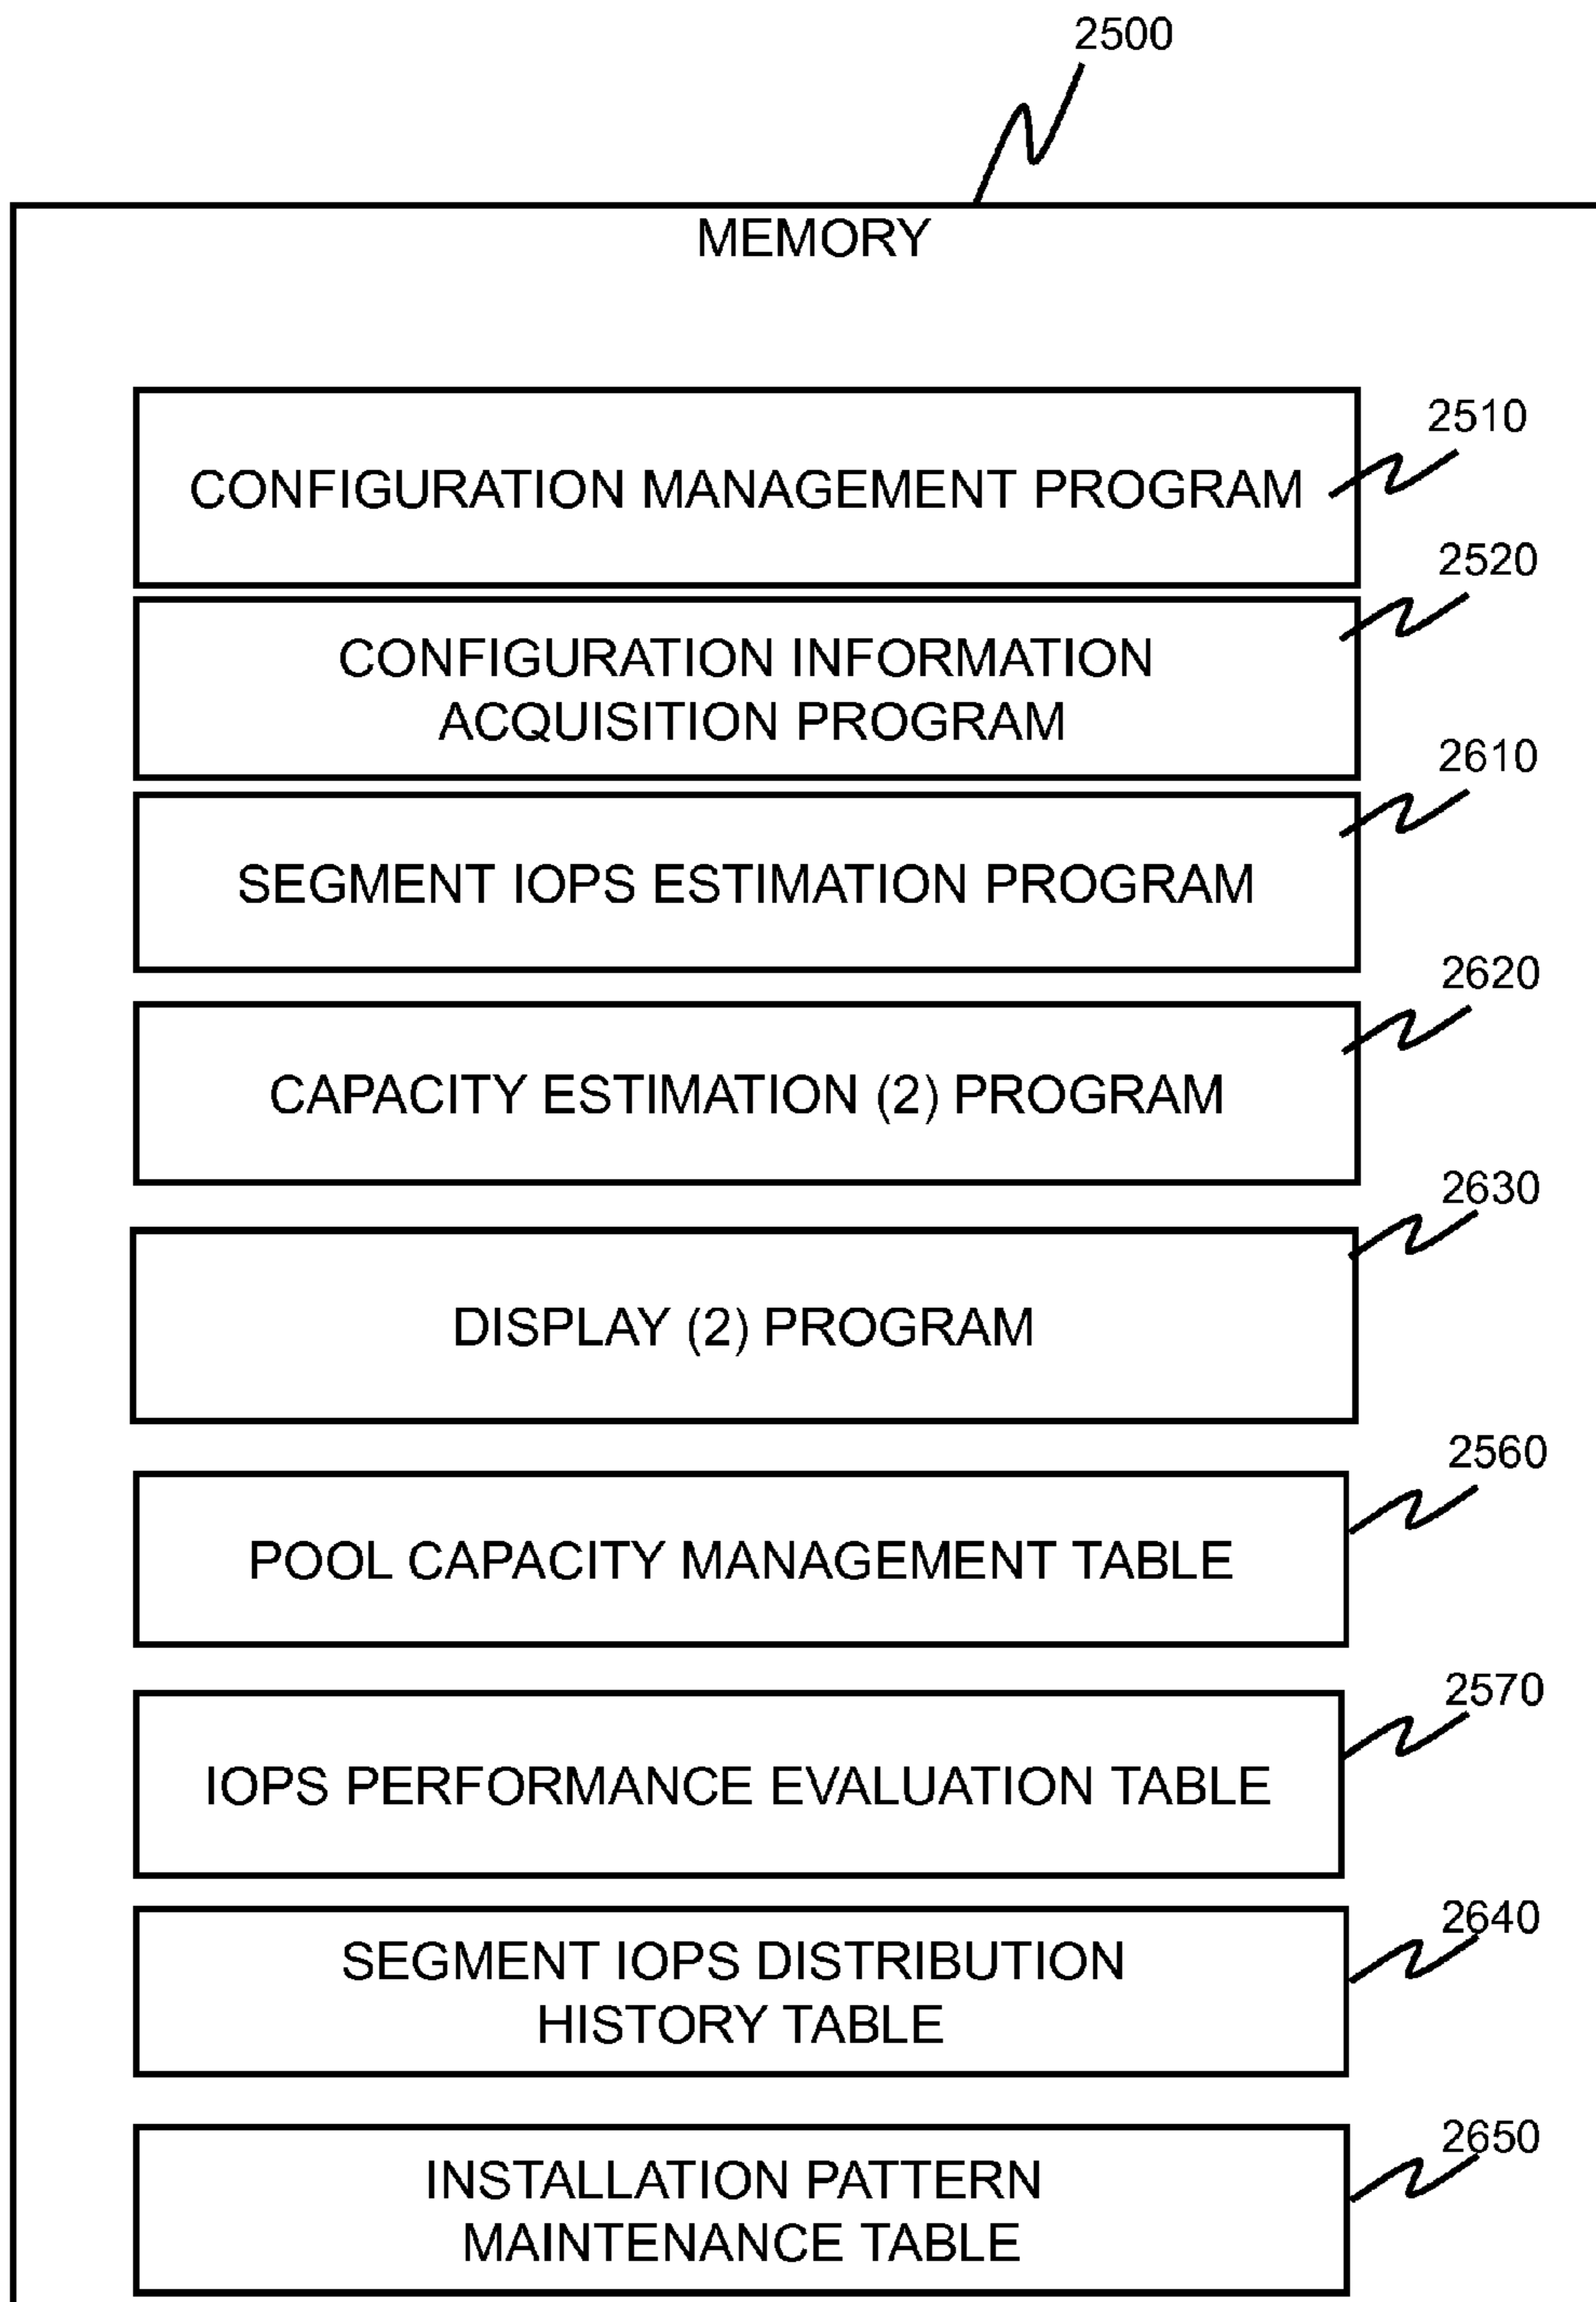 2500
MEMORY
2510
CONFIGURATION MANAGEMENT PROGRAM
2520
CONFIGURATION INFORMATION
ACQUISITION PROGRAM
2610
SEGMENT IOPS ESTIMATION PROGRAM
2620
CAPACITY ESTIMATION (2) PROGRAM
2630
DISPLAY (2) PROGRAM
2560
POOL CAPACITY MANAGEMENT TABLE
2570
IOPS PERFORMANCE EVALUATION TABLE
2640
SEGMENT IOPS DISTRIBUTION
HISTORY TABLE
2650
INSTALLATION PATTERN
MAINTENANCE TABLE